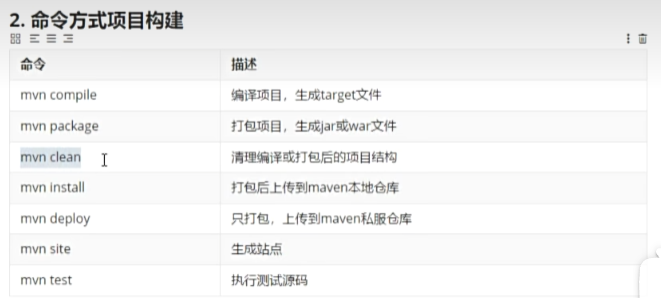 2. 命令方式项目构建
命令 描述
mvn compile 编译项目，生成target文件
mvn package 打包项目，生成jar或war文件
mvn clean 清理编译或打包后的项目结构
mvn install 打包后上传到maven本地仓库
mvn deploy 只打包，上传到maven私服仓库
mvn site 生成站点
mvn test 执行测试源码